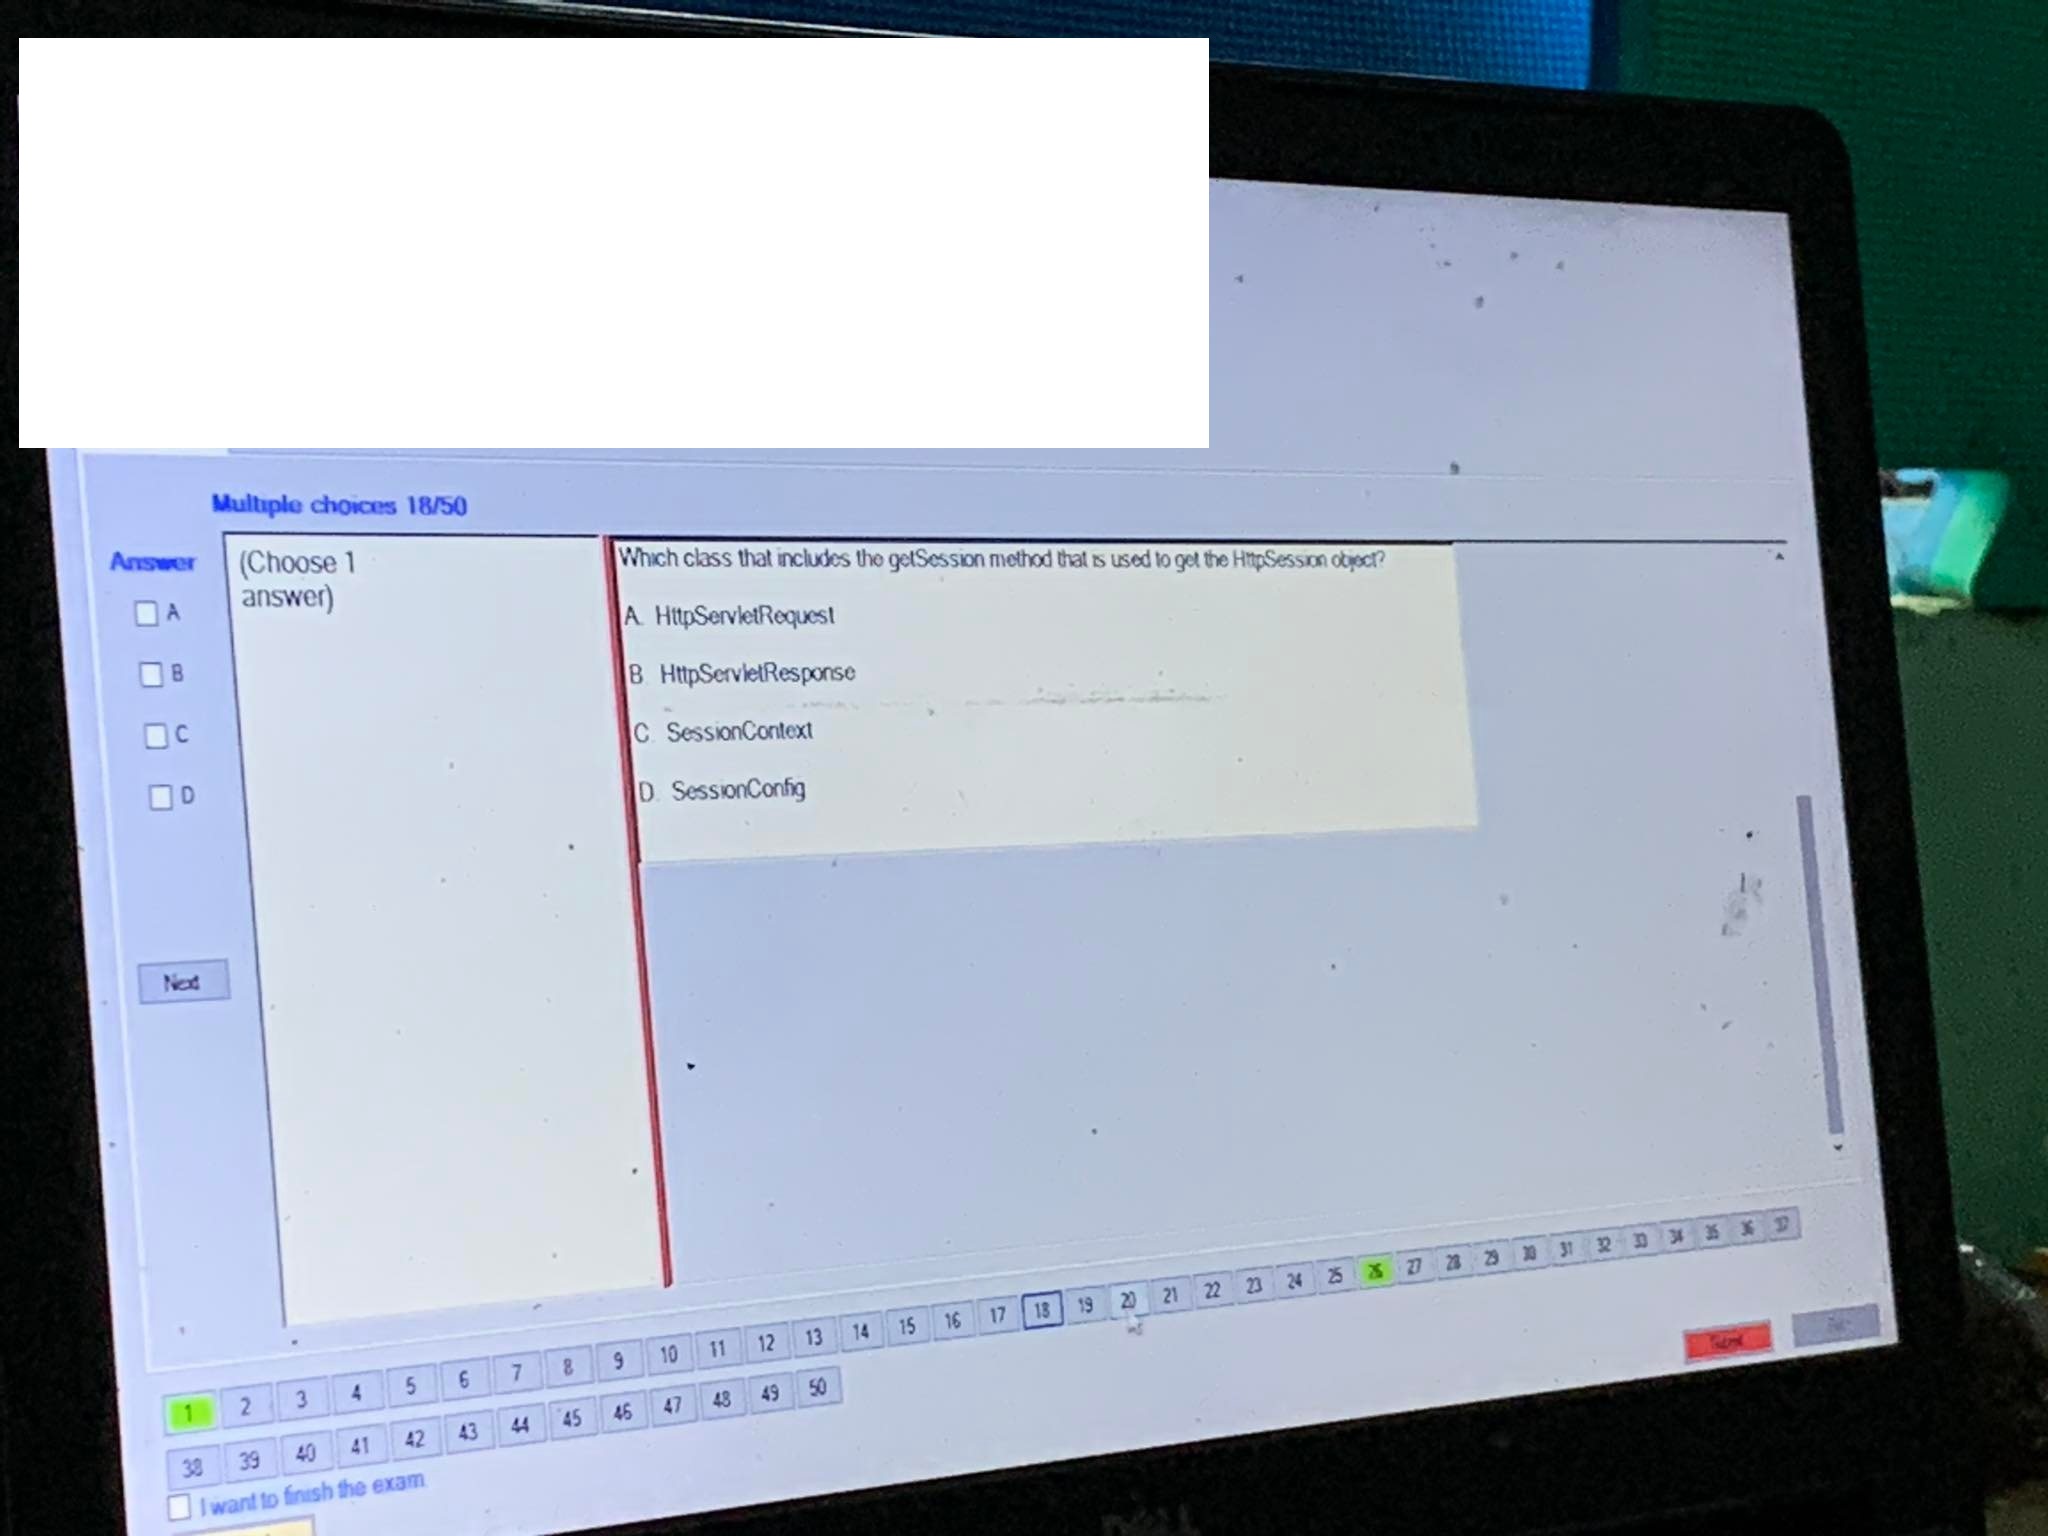 Multiple choices 18/50
Answer
(Choose 1
answer)
A
B
C
D
Next
Which class that includes the getSession method that is used to get the HttpSession object?
A. HttpServletRequest
B. HttpServletResponse
C. SessionContext
D. SessionConfig
1 2 3 4 5 6 7 8 9 10 11 12 13 14 15 16 17 18 19 20 21 22 23 24 25 26 27 28 29 30 31 32 33 34 35 36 37
38 39 40 41 42 43 44 45 46 47 48 49 50
I want to finish the exam